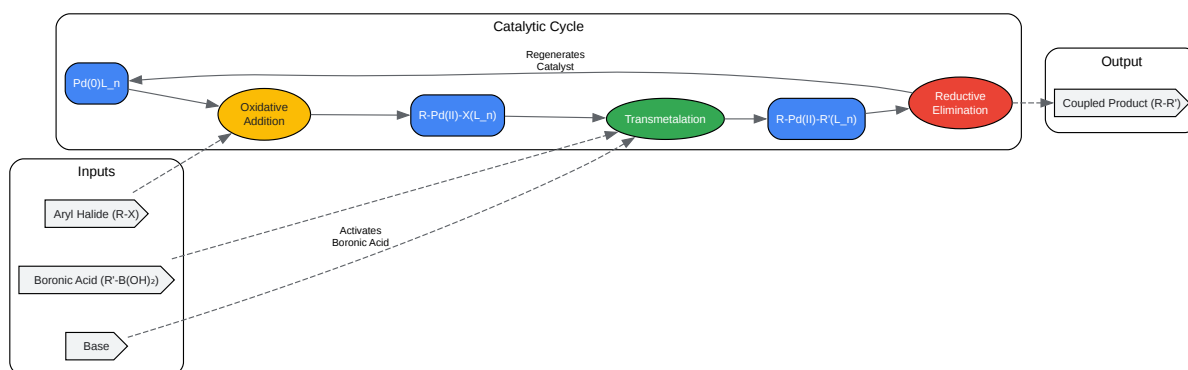 Catalytic Cycle
Regenerates
Catalyst
Pd(0)L_n
Oxidative
Addition
R-Pd(II)-X(L_n)
Transmetalation
R-Pd(II)-R'(L_n)
Reductive
Elimination
Output
Coupled Product (R-R')
Inputs
Aryl Halide (R-X)
Boronic Acid (R'-B(OH)₂)
Base
Activates
Boronic Acid